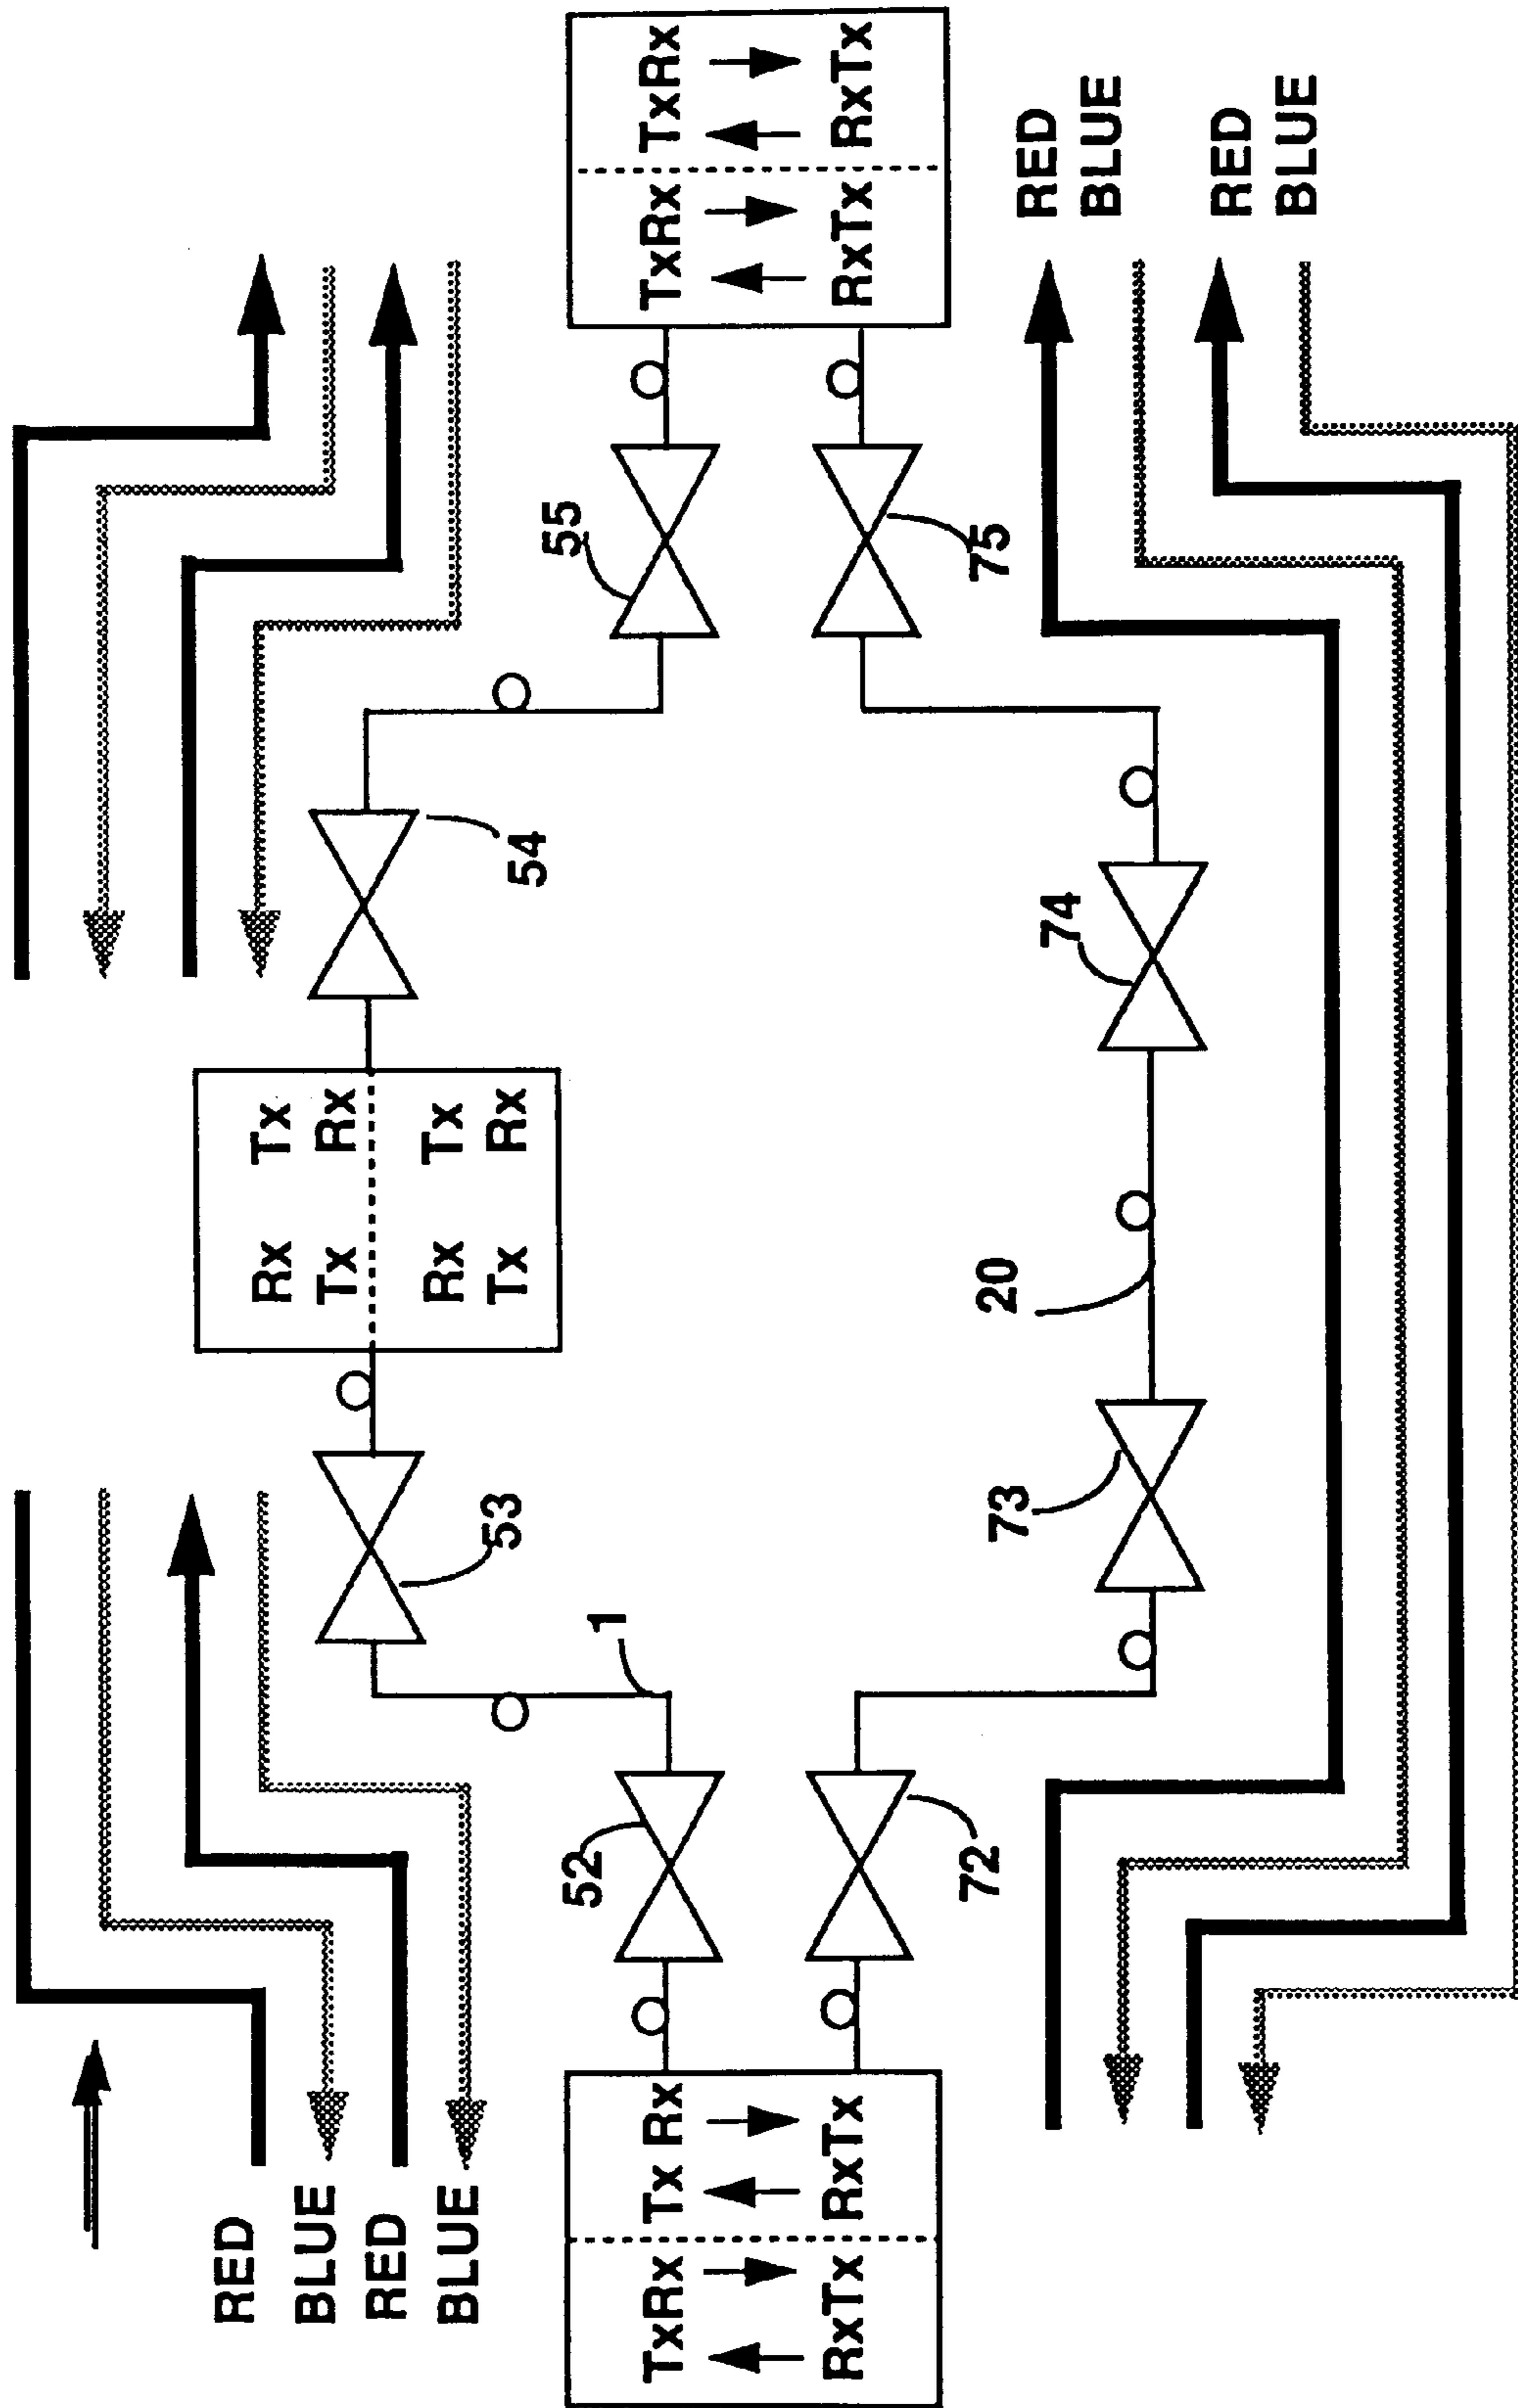 RED
Rx Tx
BLUE
Tx Rx
RED
Rx Tx
BLUE
Tx Rx
53
54
55
52
1
TxRx Tx Rx
TxRx TxRx
RxTx RxTx
RxTx RxTx
72
75
20
73
74
RED
BLUE
RED
BLUE